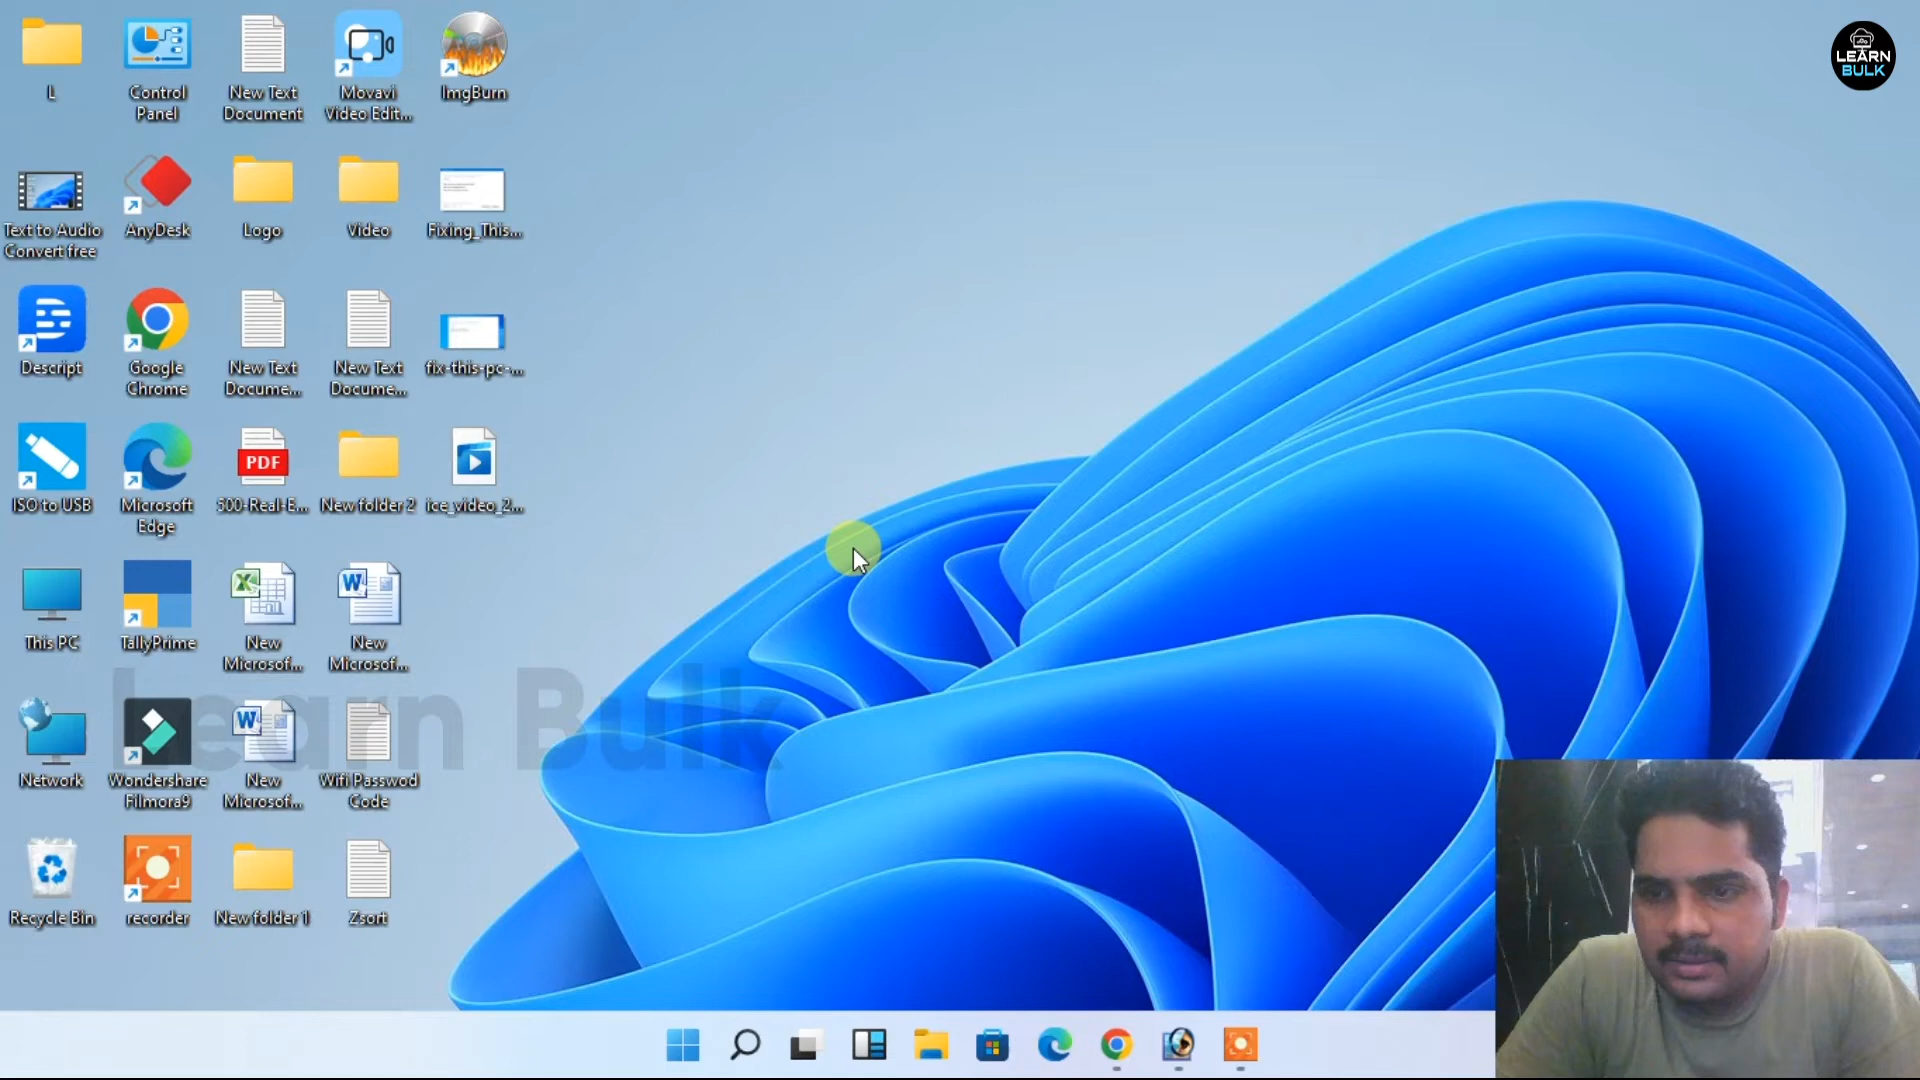 L
Control
Panel
New Text
Document
Movavi
Video Edit...
ImgBurn
LEARN
BULK
Text to Audio
Convert free
AnyDesk
Logo
Video
Fixing_This...
Descript
Google
Chrome
New Text
Docume...
New Text
Docume...
fix-this-pc-...
ISO to USB
Microsoft
Edge
PDF
500-Real-E...
New folder 2
ice_video_2...
This PC
TallyPrime
New
Microsof...
New
Microsof...
Learn Bulk
Network
Wondershare
Filmora9
New
Microsof...
Wifi Passwod
Code
Recycle Bin
recorder
New folder 1
Zsort